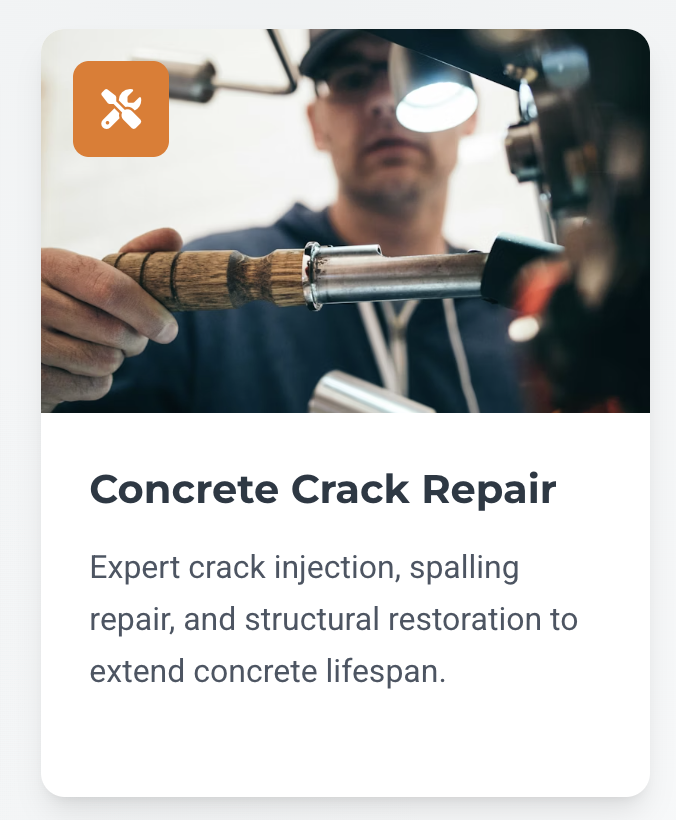 Concrete Crack Repair
Expert crack injection, spalling
repair, and structural restoration to
extend concrete lifespan.